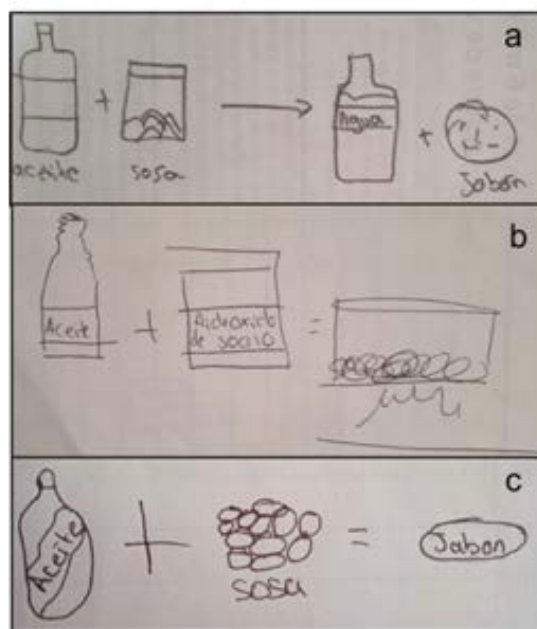 a
+ Agua +
aceite sosa Jabon
b
Aceite + Hidroxido =
de sodio
c
Aceite + = Jabon
sosa